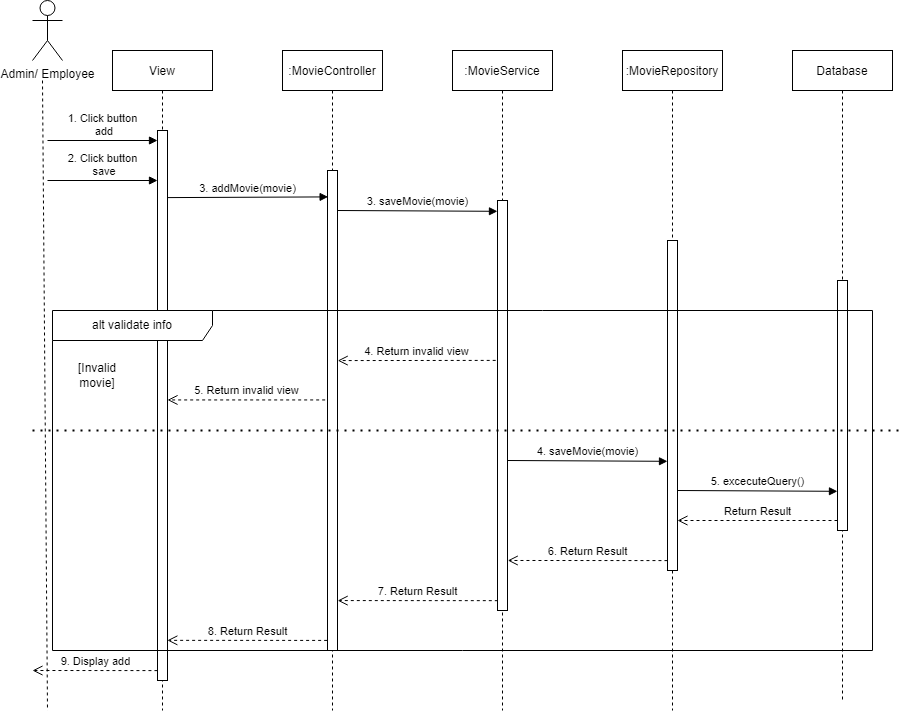 Admin/ Employee
View
:MovieController
:MovieService
:MovieRepository
Database
1. Click button
add
2. Click button
save
3. addMovie(movie)
3. saveMovie(movie)
alt validate info
4. Return invalid view
[Invalid
movie]
5. Return invalid view
4. saveMovie(movie)
5. excecuteQuery()
Return Result
6. Return Result
7. Return Result
8. Return Result
9. Display add